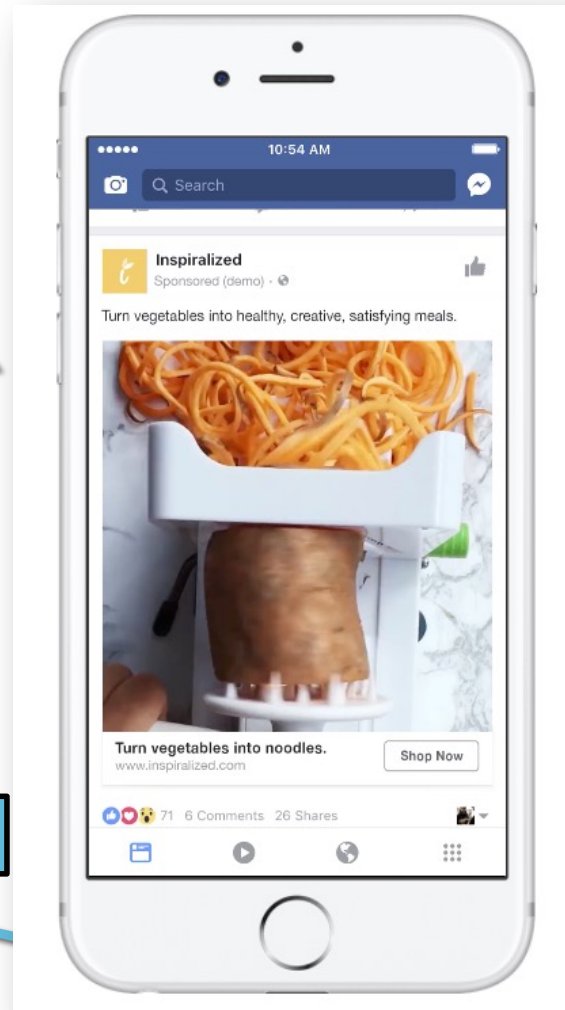 10:54 AM
Search
Inspiralized
Sponsored (demo) ·
Turn vegetables into healthy, creative, satisfying meals.
Turn vegetables into noodles.
www.inspiralized.com
Shop Now
71 6 Comments 26 Shares